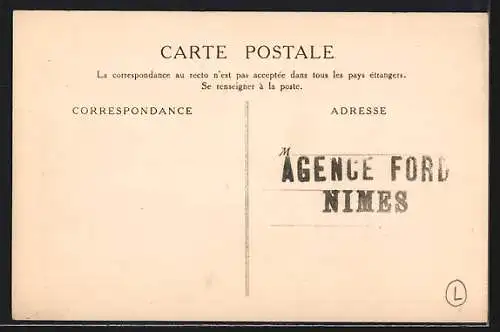 CARTE POSTALE
La correspondance au recto n'est pas acceptée dans tous les pays étrangers.
Se renseigner à la poste.
CORRESPONDANCE
ADRESSE
M
AGENCE FORD
NIMES
L